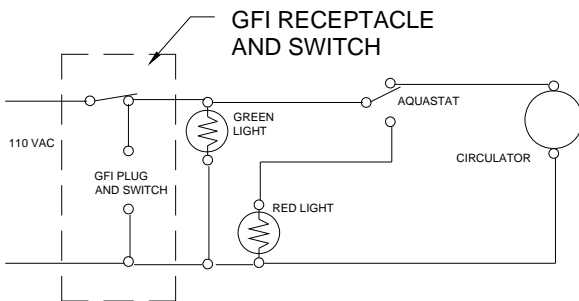 GFI RECEPTACLE
AND SWITCH
110 VAC
GFI PLUG
AND SWITCH
GREEN
LIGHT
AQUASTAT
CIRCULATOR
RED LIGHT